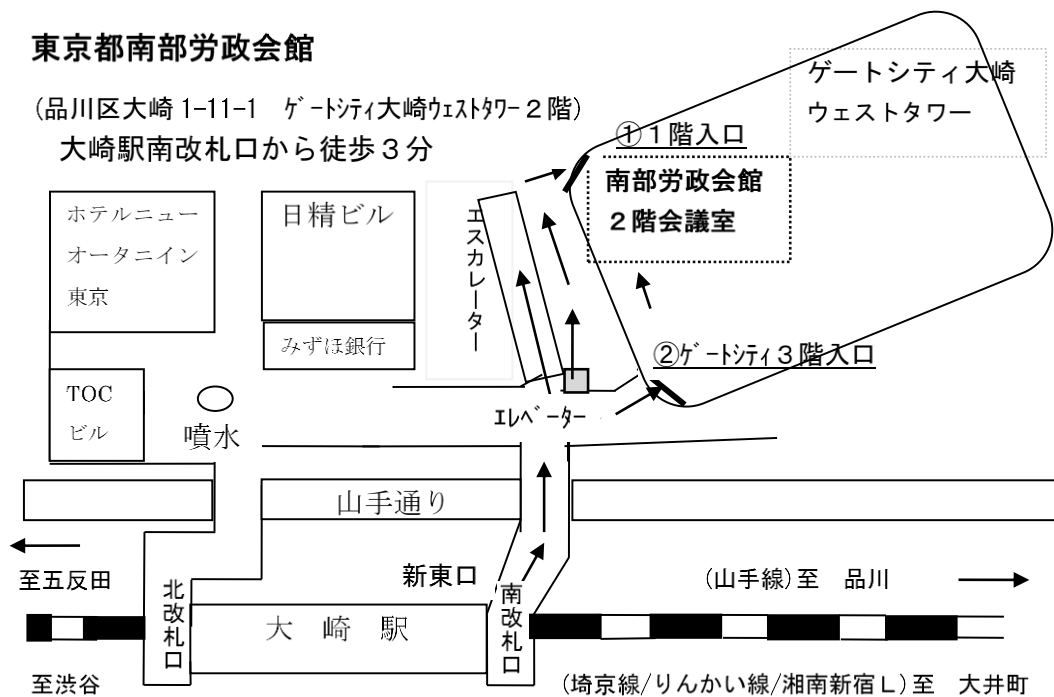 東京都南部労政会館
(品川区大崎 1-11-1　ｹﾞｰﾄｼﾃｨ大崎ｳｪｽﾄﾀﾜｰ２階)
大崎駅南改札口から徒歩３分
ゲートシティ大崎
ウェストタワー
①１階入口
南部労政会館
２階会議室
ホテルニュー
オータニイン
東京
日精ビル
みずほ銀行
エスカレーター
②ｹﾞｰﾄｼﾃｨ３階入口
TOC
ビル
噴水
ｴﾚﾍﾞｰﾀｰ
山手通り
至五反田
新東口
(山手線)至　品川
北改札口
大　崎　駅
南改札口
至渋谷
(埼京線/りんかい線/湘南新宿Ｌ)至　大井町